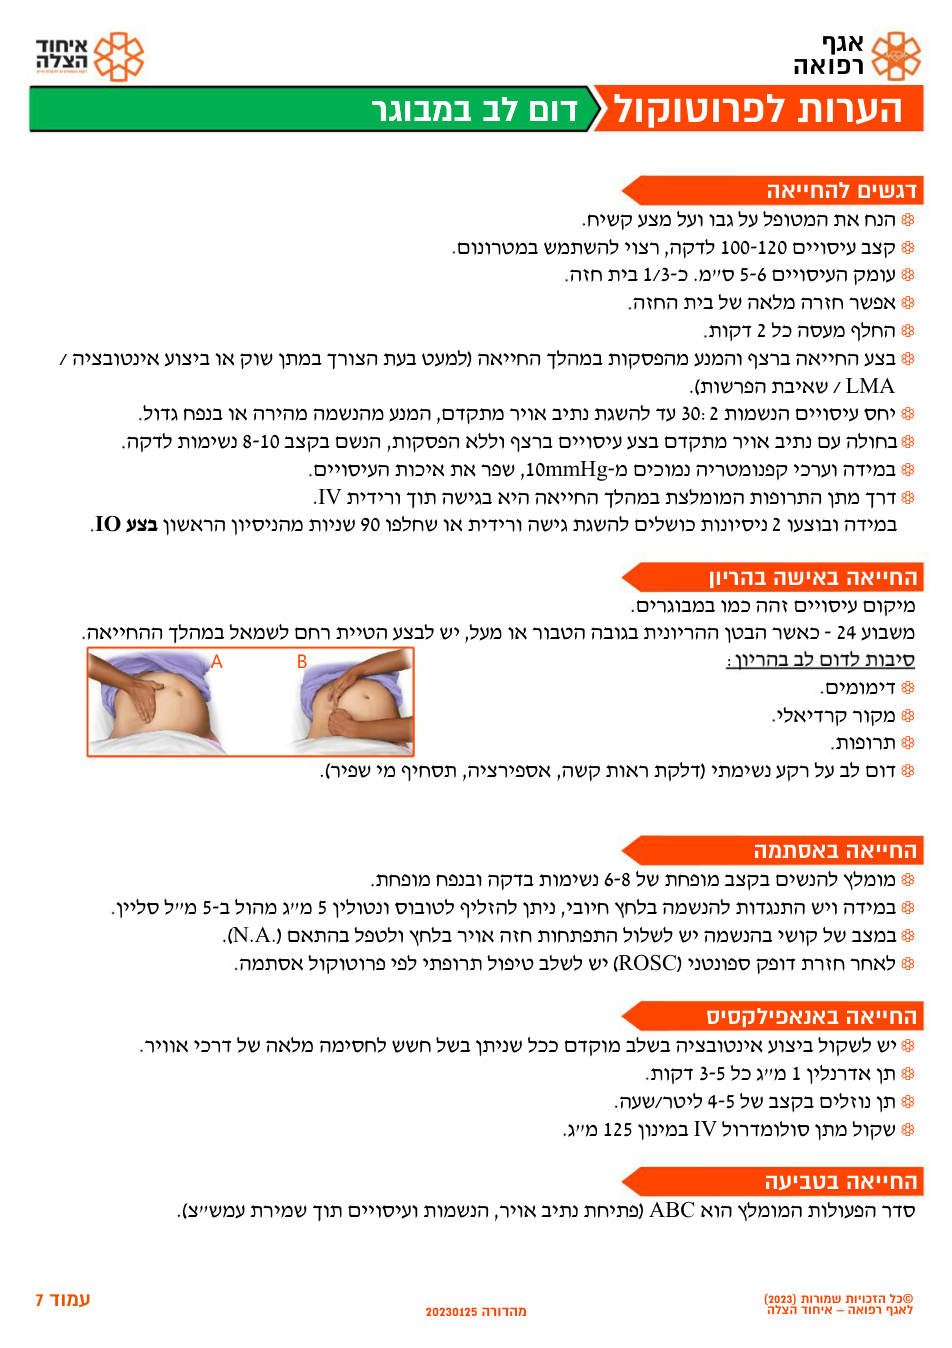 איחוד
הצלה
אגף
רפואה
הערות לפרוטוקול
דום לב במבוגר
דגשים להחייאה
הנח את המטופל על גבו ועל מצע קשיח.
קצב עיסויים 100-120 לדקה, רצוי להשתמש במטרונום.
עומק העיסויים 5-6 ס"מ. כ-1/3 בית חזה.
אפשר חזרה מלאה של בית החזה.
החלף מעסה כל 2 דקות.
בצע החייאה ברצף והמנע מהפסקות במהלך החייאה (למעט בעת הצורך במתן שוק או ביצוע אינטובציה /
LMA / שאיבת הפרשות).
יחס עיסויים הנשמות 30:2 עד להשגת נתיב אויר מתקדם, המנע מהנשמה מהירה או בנפח גדול.
בחולה עם נתיב אויר מתקדם בצע עיסויים ברצף וללא הפסקות, הנשם בקצב 8-10 נשימות לדקה.
במידה וערכי קפנומטריה נמוכים מ-10mmHg, שפר את איכות העיסויים.
דרך מתן התרופות המומלצת במהלך החייאה היא בגישה תוך ורידית IV.
במידה ובוצעו 2 ניסיונות כושלים להשגת גישה ורידית או שחלפו 90 שניות מהניסיון הראשון בצע IO.
החייאה באישה בהריון
מיקום עיסויים זהה כמו במבוגרים.
משבוע 24 - כאשר הבטן ההריונית בגובה הטבור או מעל, יש לבצע הטיית רחם לשמאל במהלך ההחייאה.
סיבות לדום לב בהריון:
A B
דימומים.
מקור קרדיאלי.
תרופות.
דום לב על רקע נשימתי (דלקת ראות קשה, אספירציה, תסחיף מי שפיר).
החייאה באסתמה
מומלץ להנשים בקצב מופחת של 6-8 נשימות בדקה ובנפח מופחת.
במידה ויש התנגדות להנשמה בלחץ חיובי, ניתן להזליף לטובוס ונטולין 5 מ"ג מהול ב-5 מ"ל סליין.
במצב של קושי בהנשמה יש לשלול התפתחות חזה אויר בלחץ ולטפל בהתאם (N.A.).
לאחר חזרת דופק ספונטני (ROSC) יש לשלב טיפול תרופתי לפי פרוטוקול אסתמה.
החייאה באנאפילקסיס
יש לשקול ביצוע אינטובציה בשלב מוקדם ככל שניתן בשל חשש לחסימה מלאה של דרכי אוויר.
תן אדרנלין 1 מ"ג כל 3-5 דקות.
תן נוזלים בקצב של 4-5 ליטר/שעה.
שקול מתן סולומדרול IV במינון 125 מ"ג.
החייאה בטביעה
סדר הפעולות המומלץ הוא ABC (פתיחת נתיב אויר, הנשמות ועיסויים תוך שמירת עמש"צ).
©כל הזכויות שמורות (2023)
לאגף רפואה – איחוד הצלה
מהדורה 20230125
עמוד 7